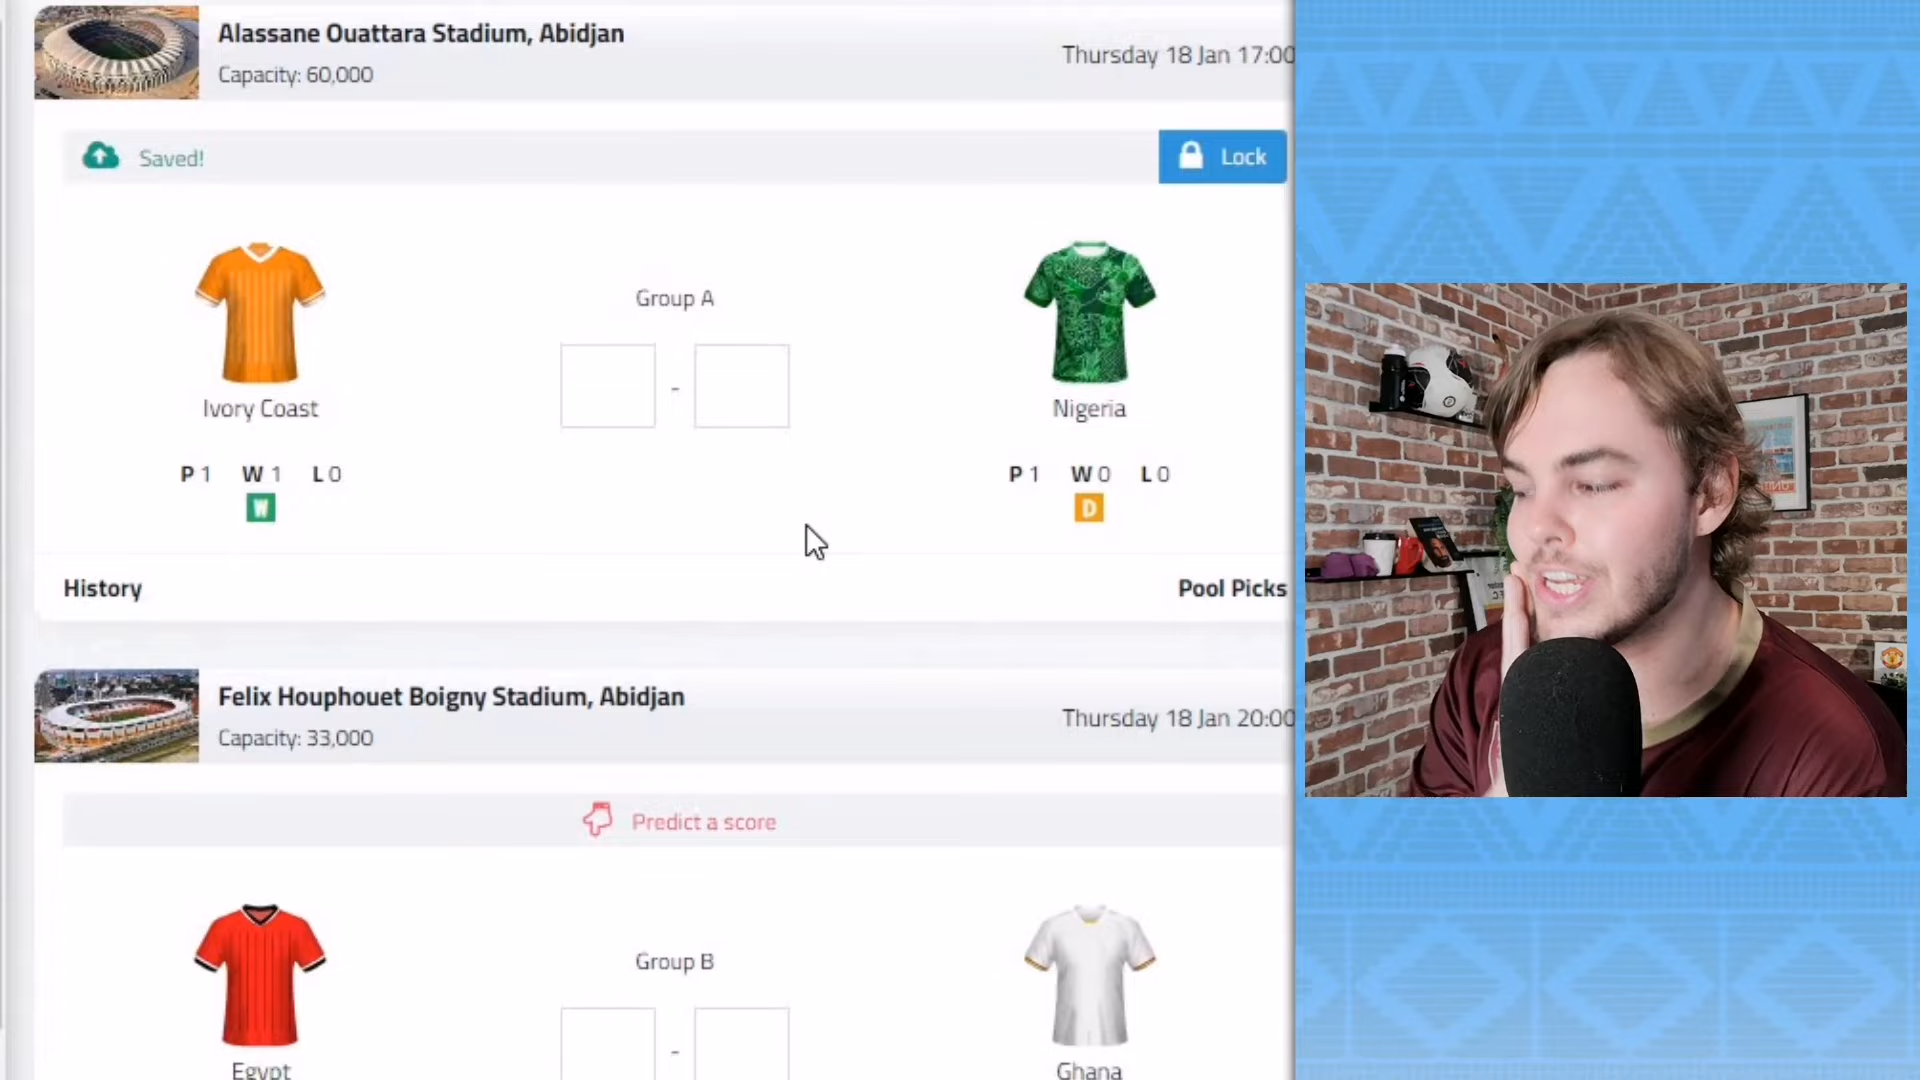 Alassane Ouattara Stadium, Abidjan
Capacity: 60,000
Thursday 18 Jan 17:00
Saved!
Lock
Group A
-
Ivory Coast
Nigeria
P 1 W 1 L 0
P 1 W 0 L 0
W
D
History
Pool Picks
Felix Houphouet Boigny Stadium, Abidjan
Capacity: 33,000
Thursday 18 Jan 20:00
Predict a score
Group B
-
Egypt
Ghana